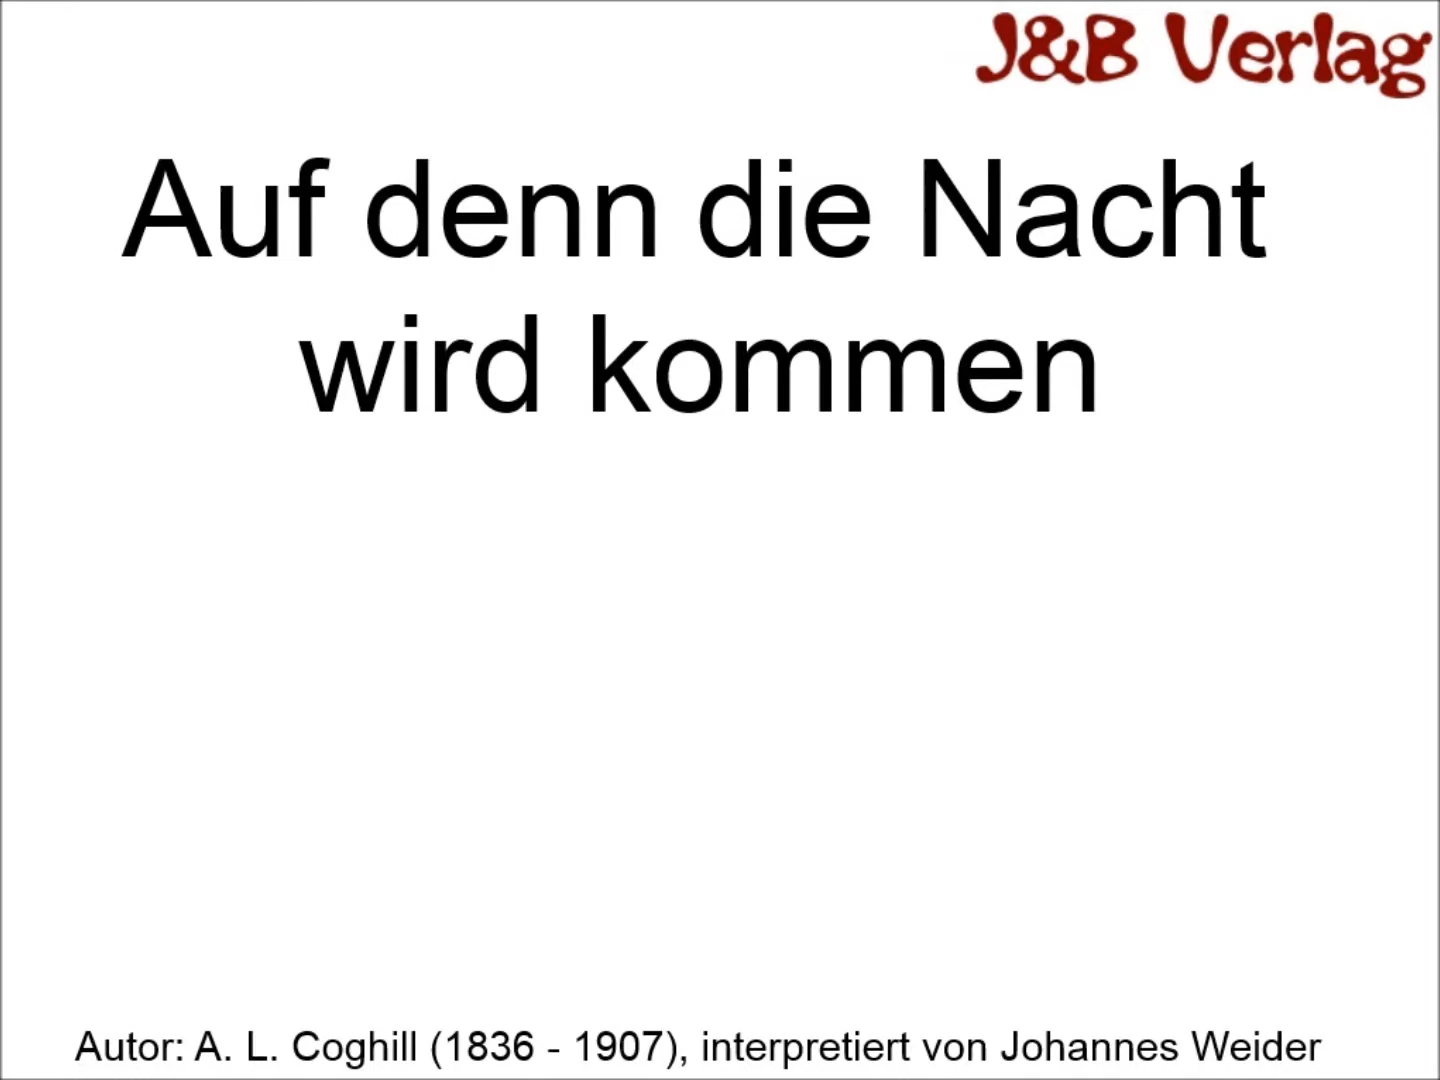 J&B Verlag
Auf denn die Nacht
wird kommen
Autor: A. L. Coghill (1836 - 1907), interpretiert von Johannes Weider